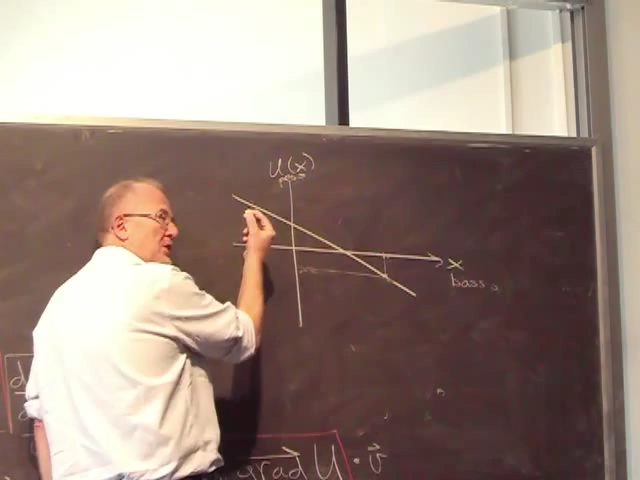 U(x)
x
bass
grad U · v⃗